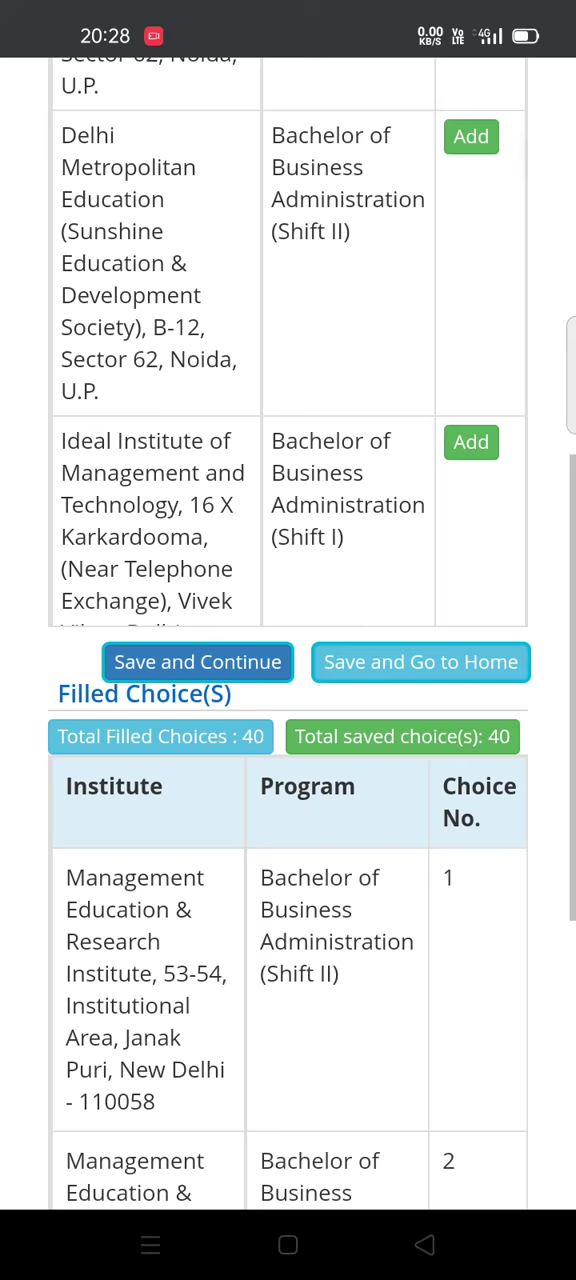 20:28
0.00
KB/S
Vo
LTE
4G
U.P.
Delhi
Metropolitan
Education
(Sunshine
Education &
Development
Society), B-12,
Sector 62, Noida,
U.P.
Bachelor of
Business
Administration
(Shift II)
Add
Ideal Institute of
Management and
Technology, 16 X
Karkardooma,
(Near Telephone
Exchange), Vivek
Bachelor of
Business
Administration
(Shift I)
Add
Save and Continue
Save and Go to Home
Filled Choice(S)
Total Filled Choices : 40
Total saved choice(s): 40
Institute
Program
Choice
No.
Management
Education &
Research
Institute, 53-54,
Institutional
Area, Janak
Puri, New Delhi
- 110058
Bachelor of
Business
Administration
(Shift II)
1
Management
Education &
Bachelor of
Business
2